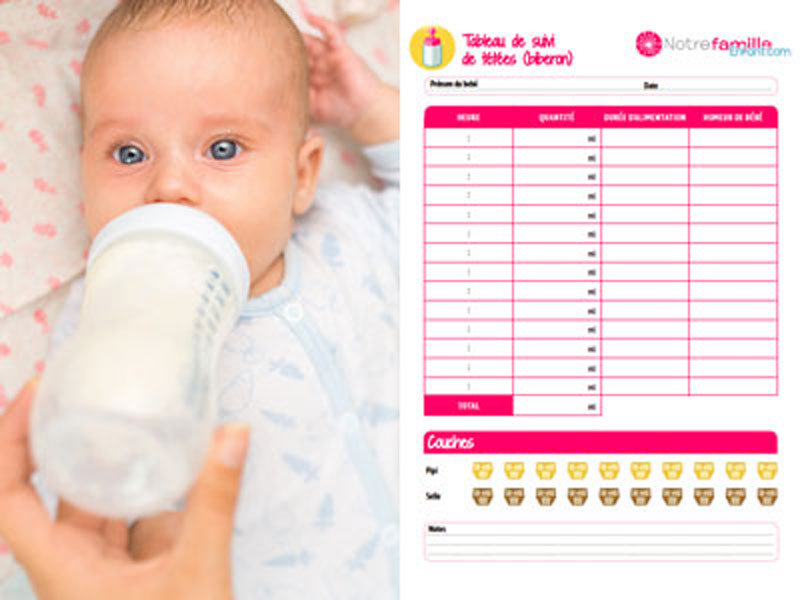 Tableau de suivi
de tétées (biberon)
Notrefamille
Enfant.com
Prénom du bébé
Date
HEURE QUANTITÉ DURÉE D'ALIMENTATION HUMEUR DE BÉBÉ
: ml
: ml
: ml
: ml
: ml
: ml
: ml
: ml
: ml
: ml
: ml
: ml
: ml
: ml
TOTAL ml
Couches
Pipi
Selle
Notes